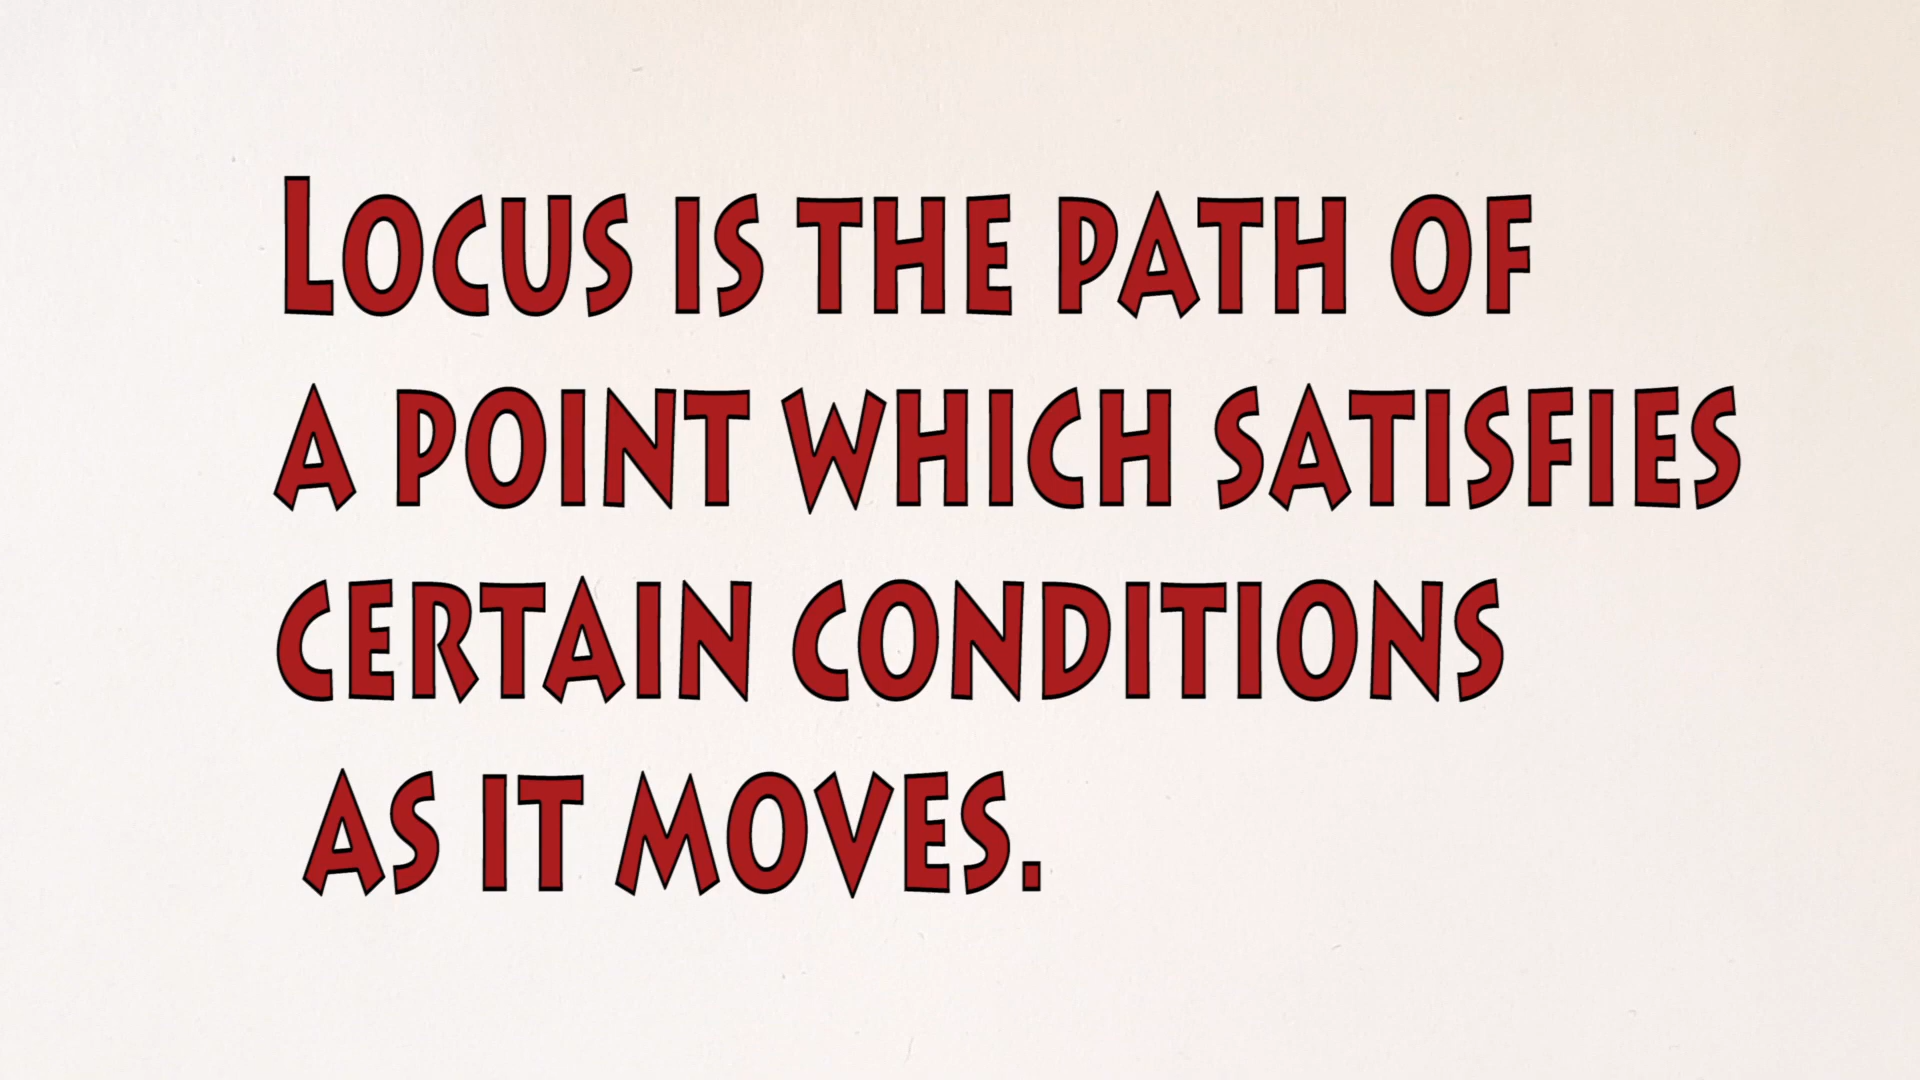 Locus is the path of
a point which satisfies
certain conditions
as it moves.